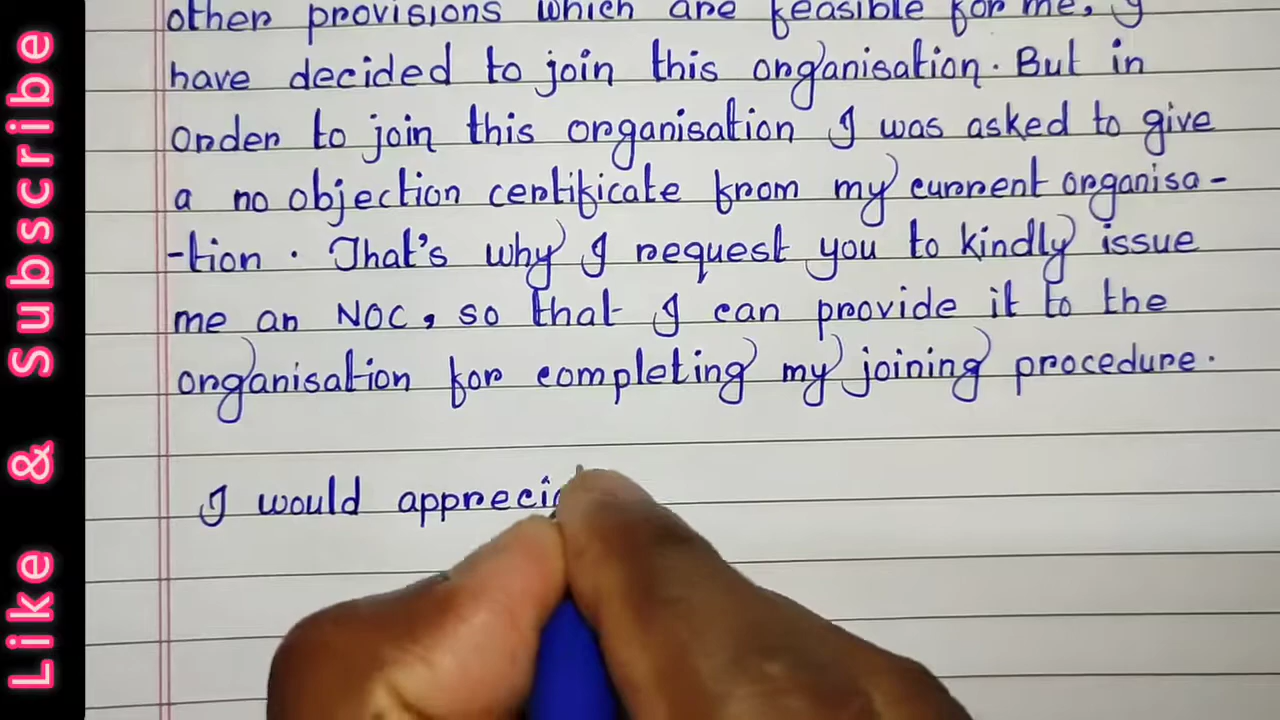 Like & Subscribe
other provisions which are feasible for me, I
have decided to join this organisation. But in
order to join this organisation I was asked to give
a no objection certificate from my current organisa-
-tion. That's why I request you to kindly issue
me an NOC, so that I can provide it to the
organisation for completing my joining procedure.
I would apprecia